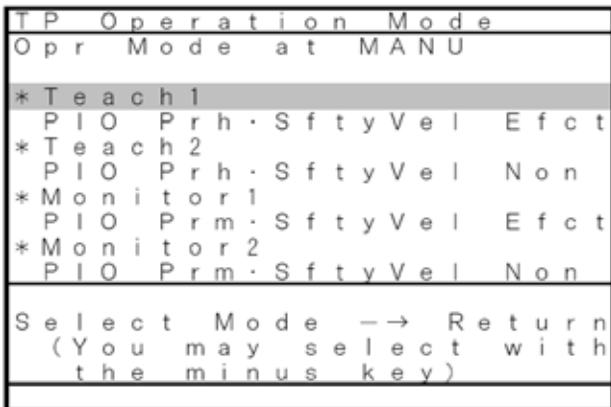 TP Operation Mode
Opr Mode at MANU
*Teach1
PIO Prh·SftyVel Efct
*Teach2
PIO Prh·SftyVel Non
*Monitor1
PIO Prm·SftyVel Efct
*Monitor2
PIO Prm·SftyVel Non
Select Mode —→ Return
(You may select with
the minus key)